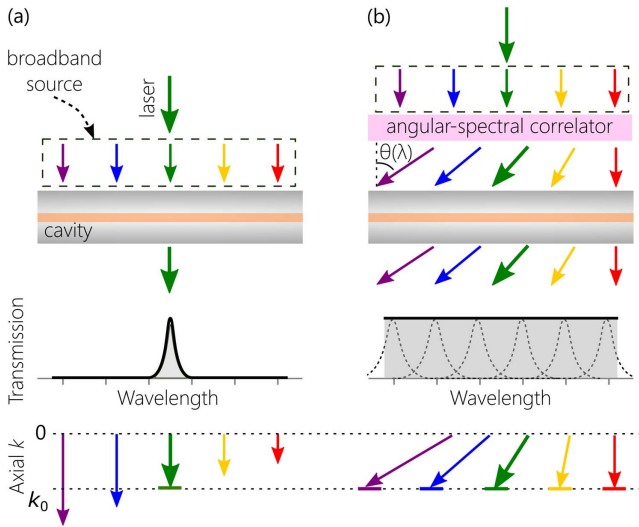 (a)
broadband
source
laser
cavity
Transmission
Wavelength
(b)
angular-spectral correlator
θ(λ)
Wavelength
Axial k
0
k₀